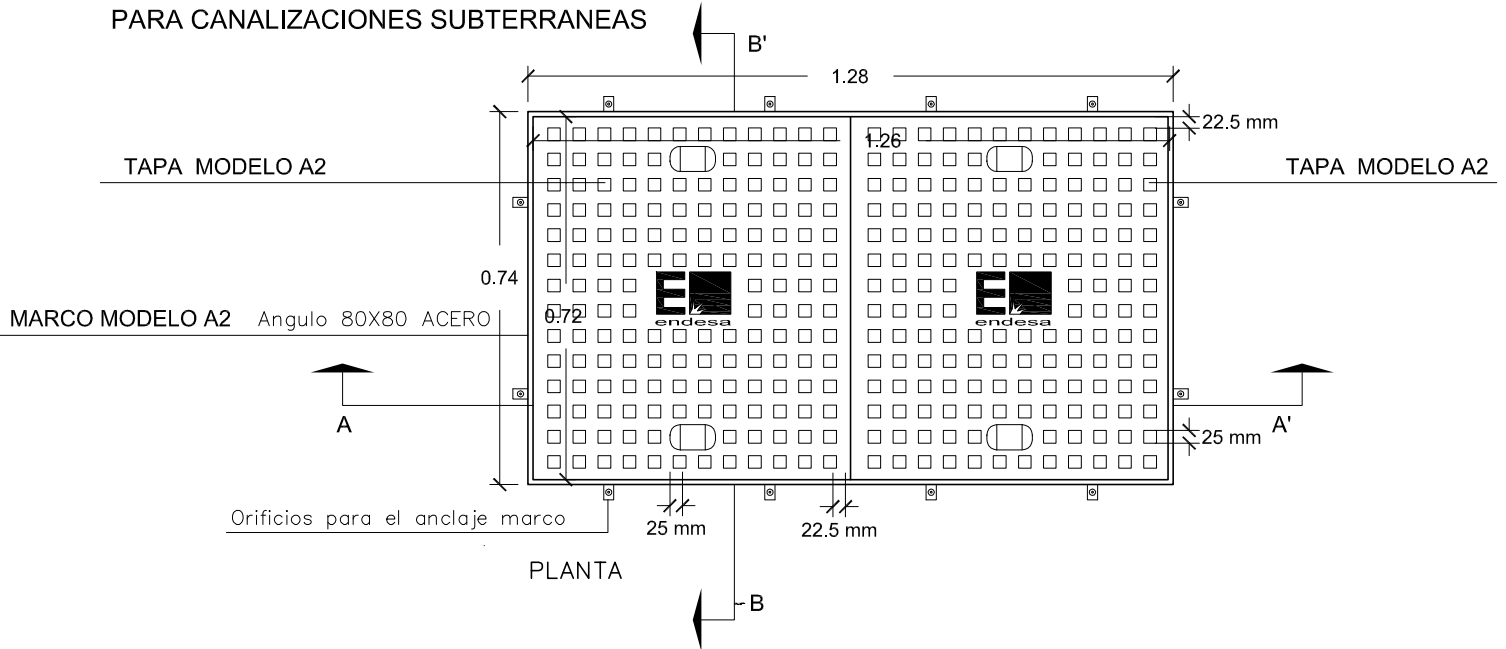 PARA CANALIZACIONES SUBTERRANEAS
B'
1.28
22.5 mm
1.26
TAPA MODELO A2
TAPA MODELO A2
0.74
E
endesa
E
endesa
0.72
MARCO MODELO A2 Angulo 80X80 ACERO
A
A'
25 mm
Orificios para el anclaje marco
25 mm
22.5 mm
PLANTA
B